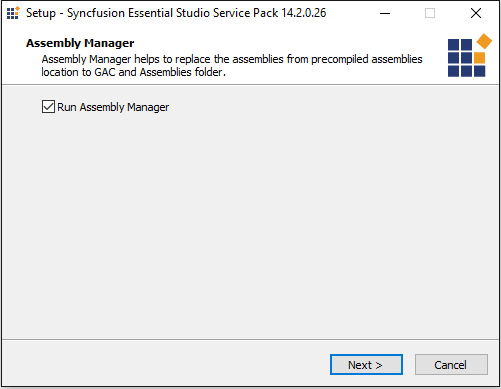 Setup - Syncfusion Essential Studio Service Pack 14.2.0.26
Assembly Manager
Assembly Manager helps to replace the assemblies from precompiled assemblies
location to GAC and Assemblies folder.
Run Assembly Manager
Next >
Cancel